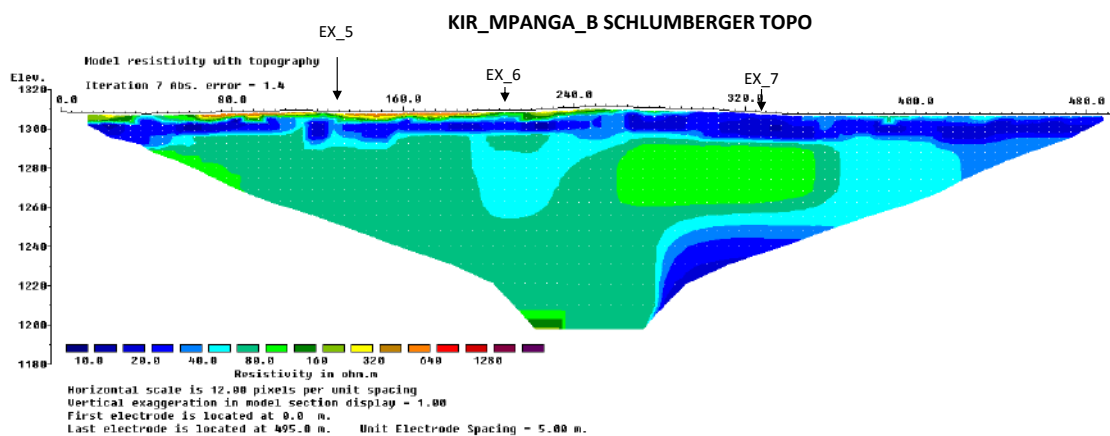 KIR_MPANGA_B SCHLUMBERGER TOPO
EX_5
Model resistivity with topography
EX_6
EX_7
Elev.
Iteration 7 Abs. error = 1.4
1320
0.0 80.0 160.0 240.0 320.0 400.0 480.0
1300
1280
1260
1240
1220
1200
1180
10.0 20.0 40.0 80.0 160 320 640 1280
Resistivity in ohm.m
Horizontal scale is 12.00 pixels per unit spacing
Vertical exaggeration in model section display = 1.00
First electrode is located at 0.0 m.
Last electrode is located at 495.0 m. Unit Electrode Spacing = 5.00 m.